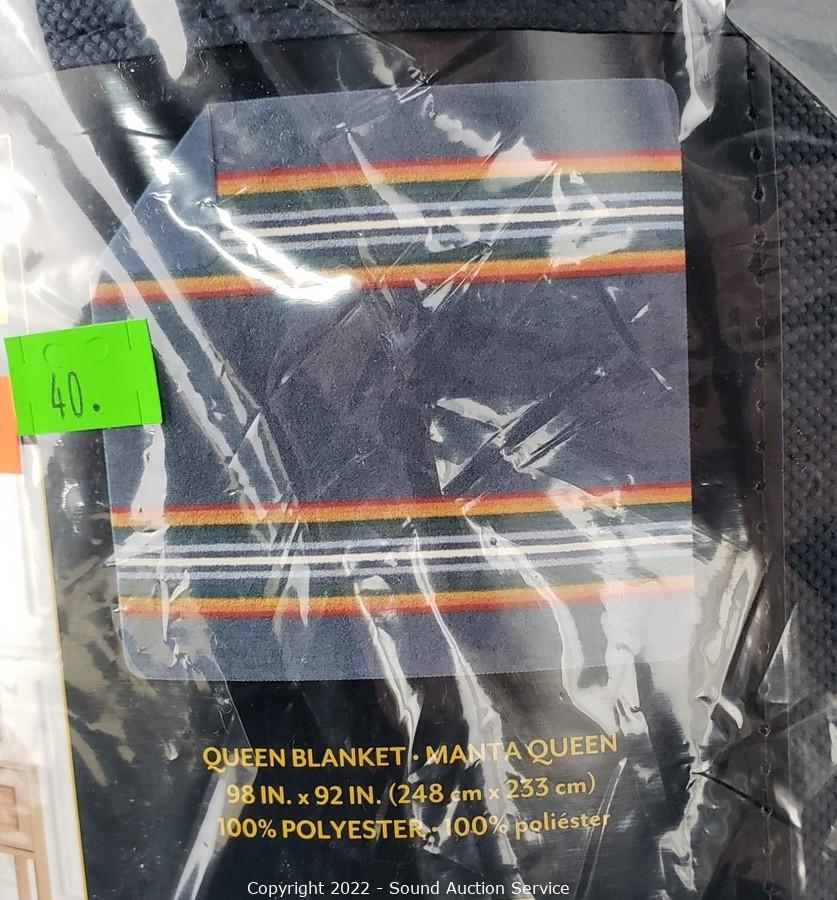 40.
QUEEN BLANKET · MANTA QUEEN
98 IN. x 92 IN. (248 cm x 233 cm)
100% POLYESTER · 100% poliéster
Copyright 2022 - Sound Auction Service